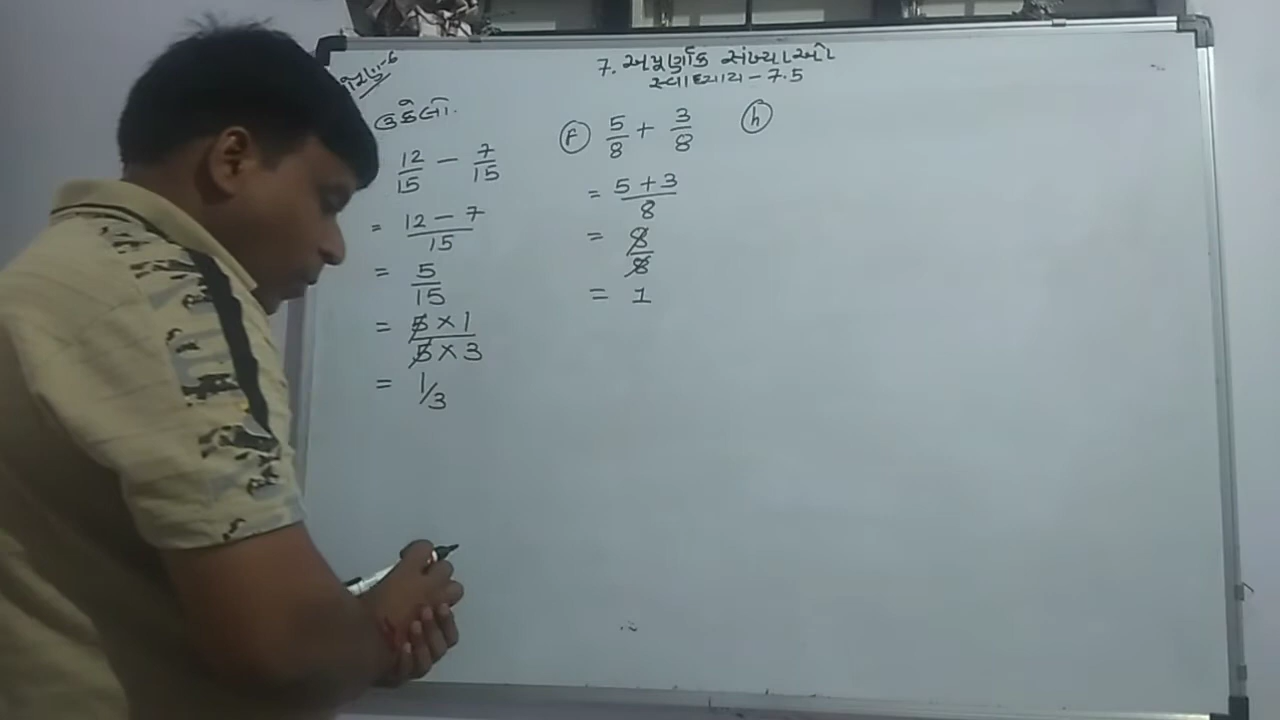 7. અપૂર્ણાંક સંખ્યાઓ
સ્વાધ્યાય - 7.5
ઉકેલો.
12/15 - 7/15
= 12 - 7/15
= 5/15
= 5 × 1/5 × 3
= 1/3
(f) 5/8 + 3/8
= 5 + 3/8
= 8/8
= 1
(h)